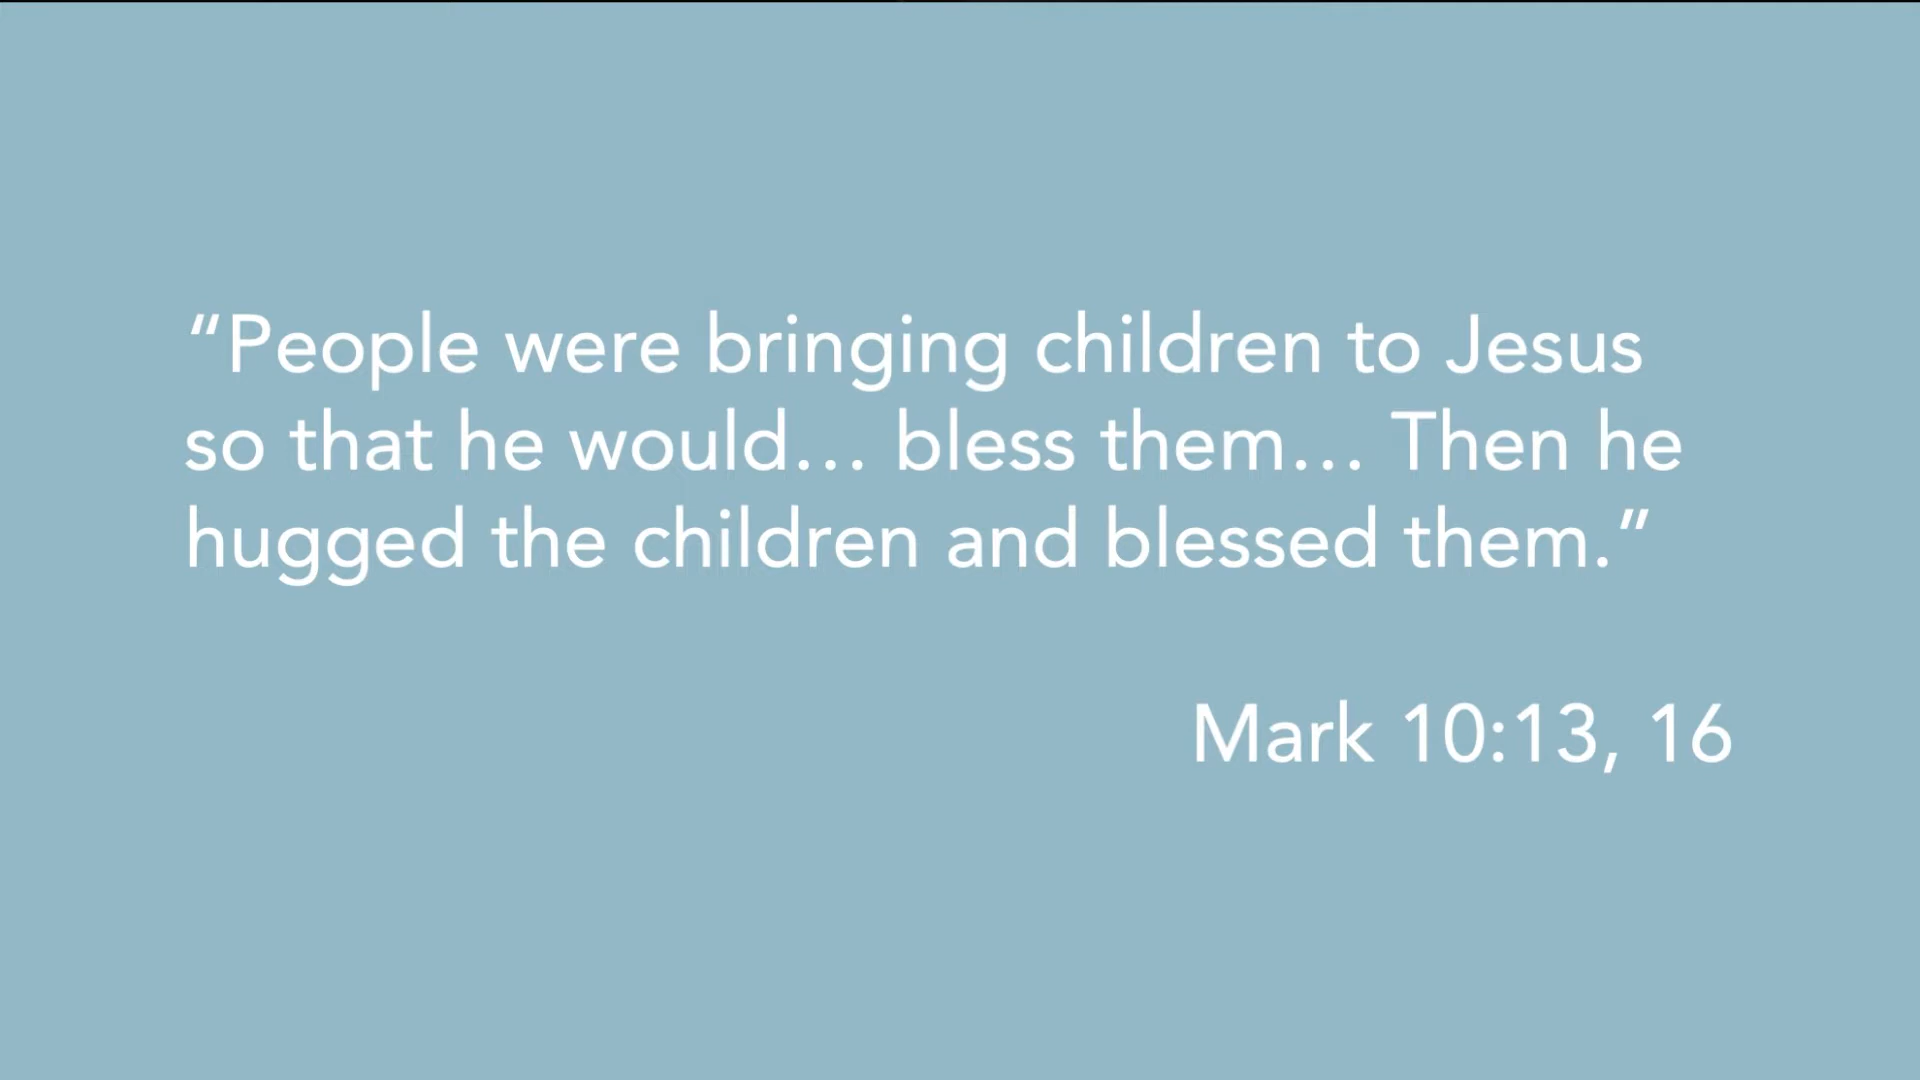 “People were bringing children to Jesus
so that he would… bless them… Then he
hugged the children and blessed them.”
Mark 10:13, 16